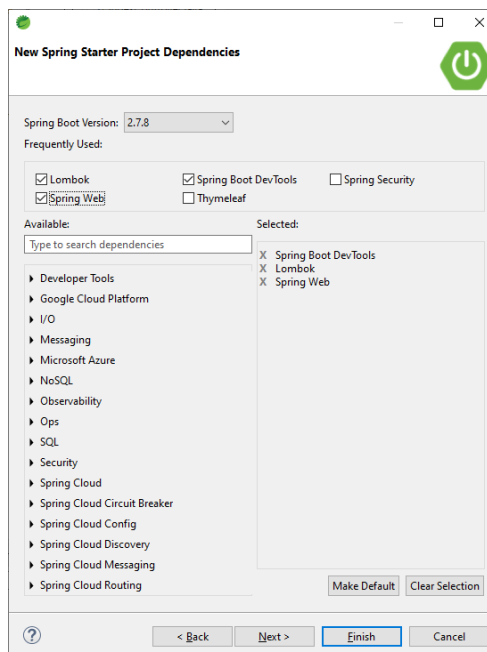 New Spring Starter Project Dependencies
Spring Boot Version: 2.7.8
Frequently Used:
Lombok Spring Boot DevTools Spring Security
Spring Web Thymeleaf
Available: Selected:
Type to search dependencies
X Spring Boot DevTools
X Lombok
X Spring Web
Developer Tools
Google Cloud Platform
I/O
Messaging
Microsoft Azure
NoSQL
Observability
Ops
SQL
Security
Spring Cloud
Spring Cloud Circuit Breaker
Spring Cloud Config
Spring Cloud Discovery
Spring Cloud Messaging
Spring Cloud Routing
Make Default Clear Selection
? < Back Next > Finish Cancel